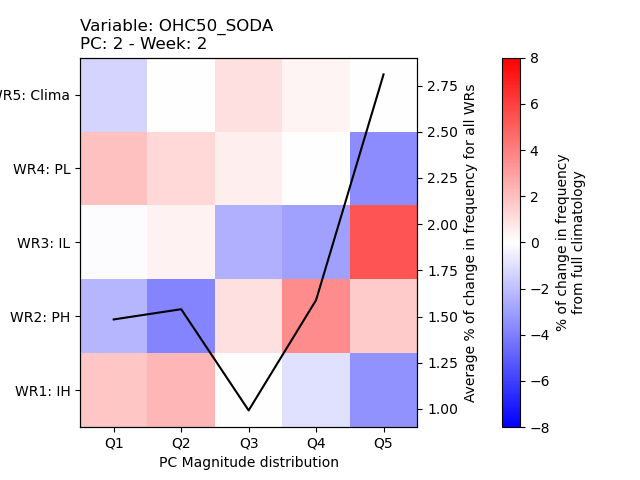 Variable: OHC50_SODA
PC: 2 - Week: 2
WR5: Clima
WR4: PL
WR3: IL
WR2: PH
WR1: IH
Q1 Q2 Q3 Q4 Q5
PC Magnitude distribution
2.75
2.50
2.25
2.00
1.75
1.50
1.25
1.00
Average % of change in frequency for all WRs
8
6
4
2
0
−2
−4
−6
−8
% of change in frequency
from full climatology